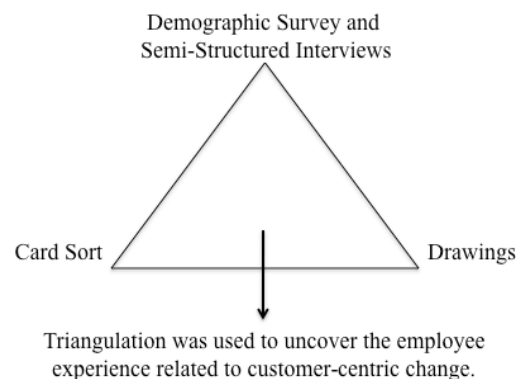 Demographic Survey and
Semi-Structured Interviews
Card Sort
Drawings
Triangulation was used to uncover the employee
experience related to customer-centric change.